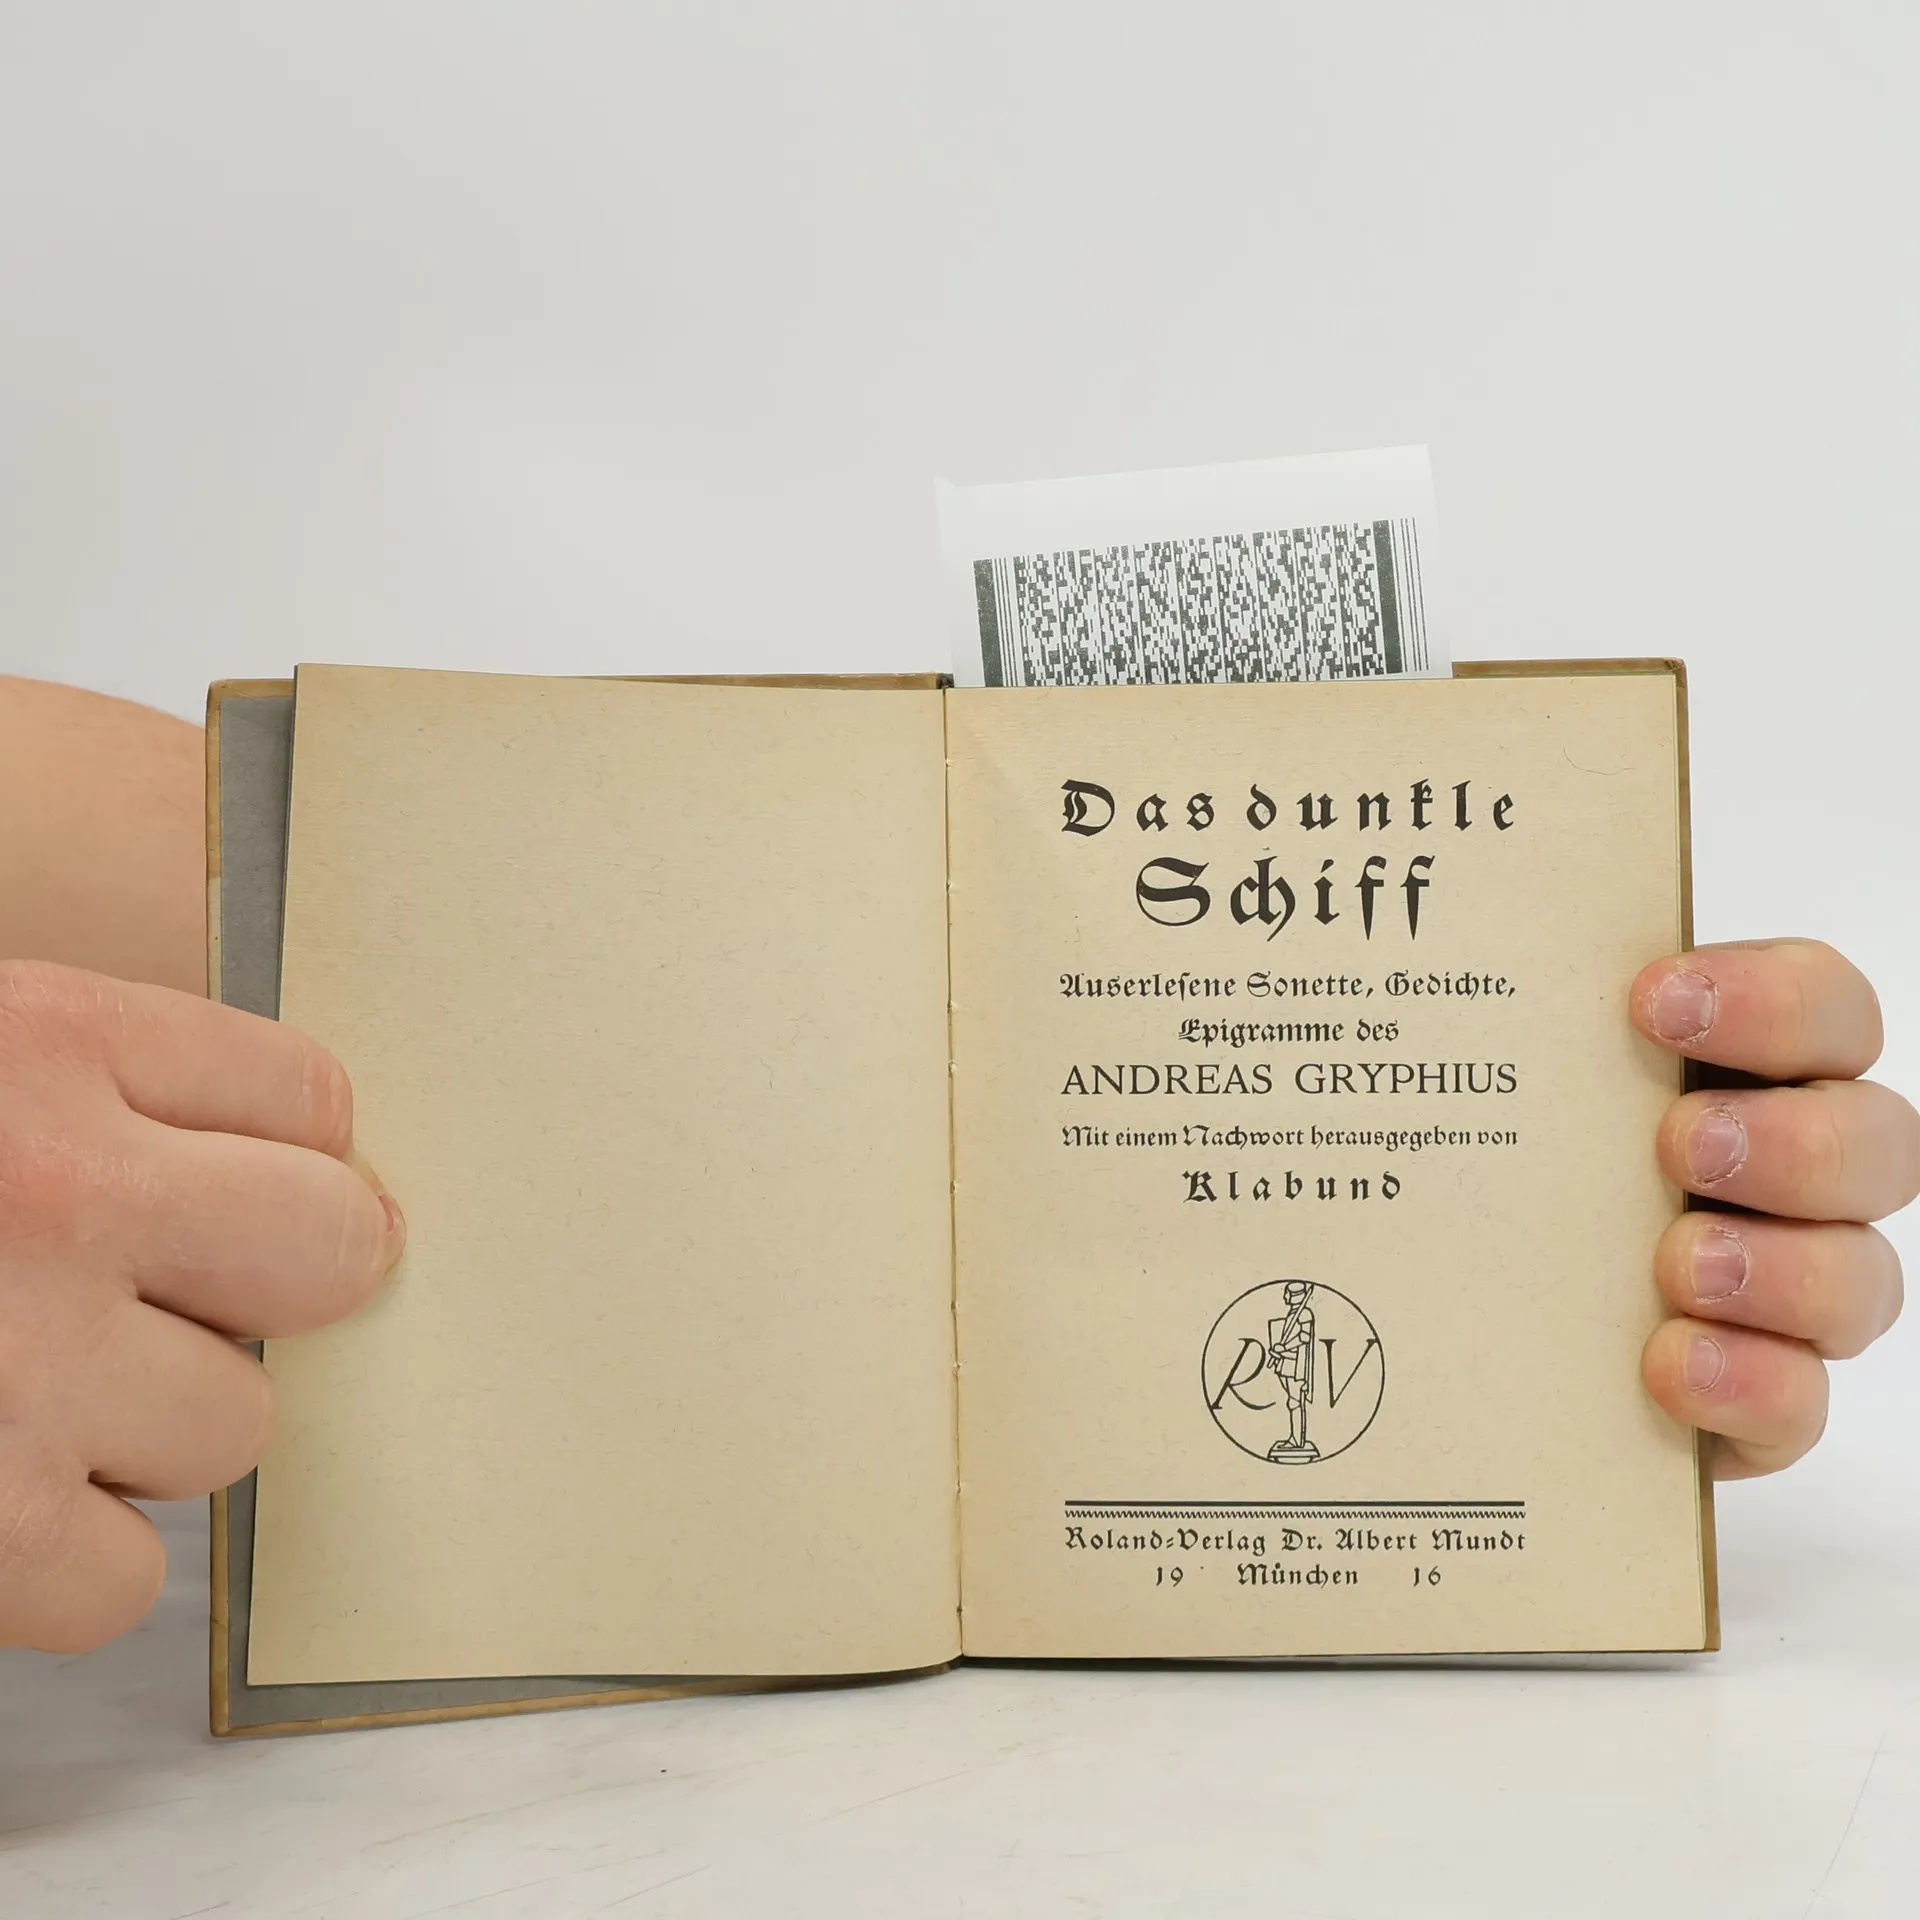 Das dunkle
Schiff
Auserleſene Sonette, Gedichte,
Epigramme des
ANDREAS GRYPHIUS
Mit einem Nachwort herausgegeben von
Klabund
R V
Roland-Verlag Dr. Albert Mundt
19 München 16